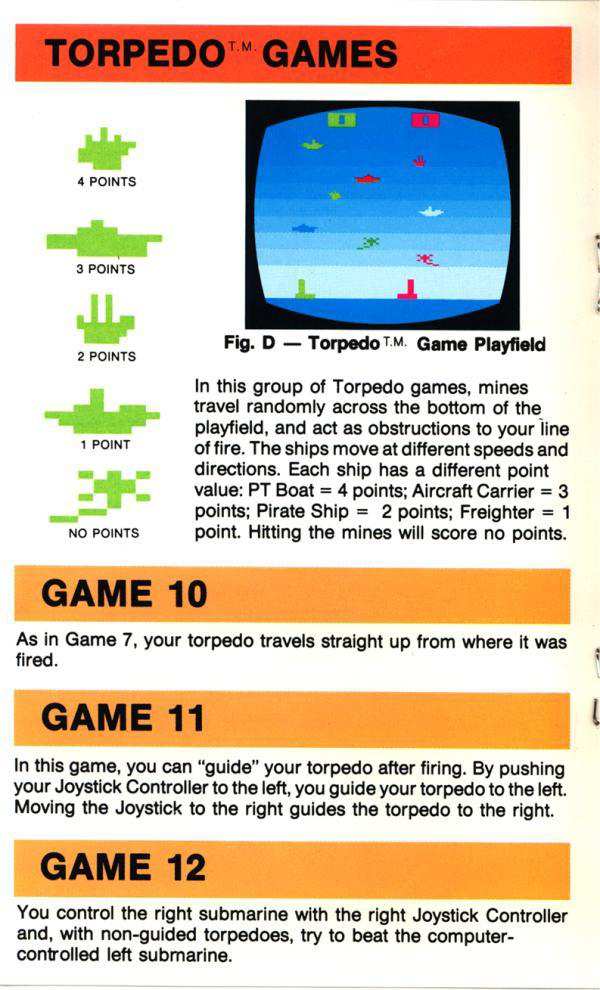 TORPEDO T.M. GAMES
4 POINTS
3 POINTS
2 POINTS
1 POINT
NO POINTS
Fig. D — Torpedo T.M. Game Playfield
In this group of Torpedo games, mines
travel randomly across the bottom of the
playfield, and act as obstructions to your line
of fire. The ships move at different speeds and
directions. Each ship has a different point
value: PT Boat = 4 points; Aircraft Carrier = 3
points; Pirate Ship = 2 points; Freighter = 1
point. Hitting the mines will score no points.
GAME 10
As in Game 7, your torpedo travels straight up from where it was
fired.
GAME 11
In this game, you can “guide” your torpedo after firing. By pushing
your Joystick Controller to the left, you guide your torpedo to the left.
Moving the Joystick to the right guides the torpedo to the right.
GAME 12
You control the right submarine with the right Joystick Controller
and, with non-guided torpedoes, try to beat the computer-
controlled left submarine.